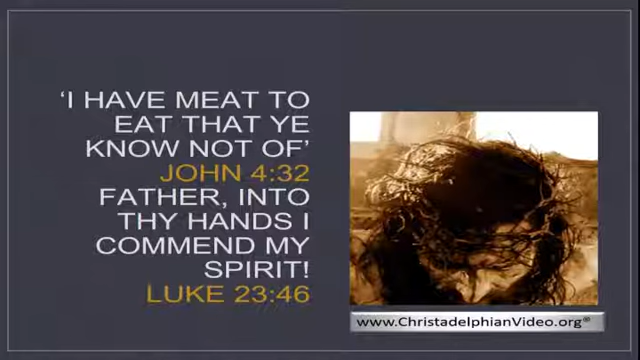 ‘I HAVE MEAT TO
EAT THAT YE
KNOW NOT OF’
JOHN 4:32
FATHER, INTO
THY HANDS I
COMMEND MY
SPIRIT!
LUKE 23:46
www.ChristadelphianVideo.org®